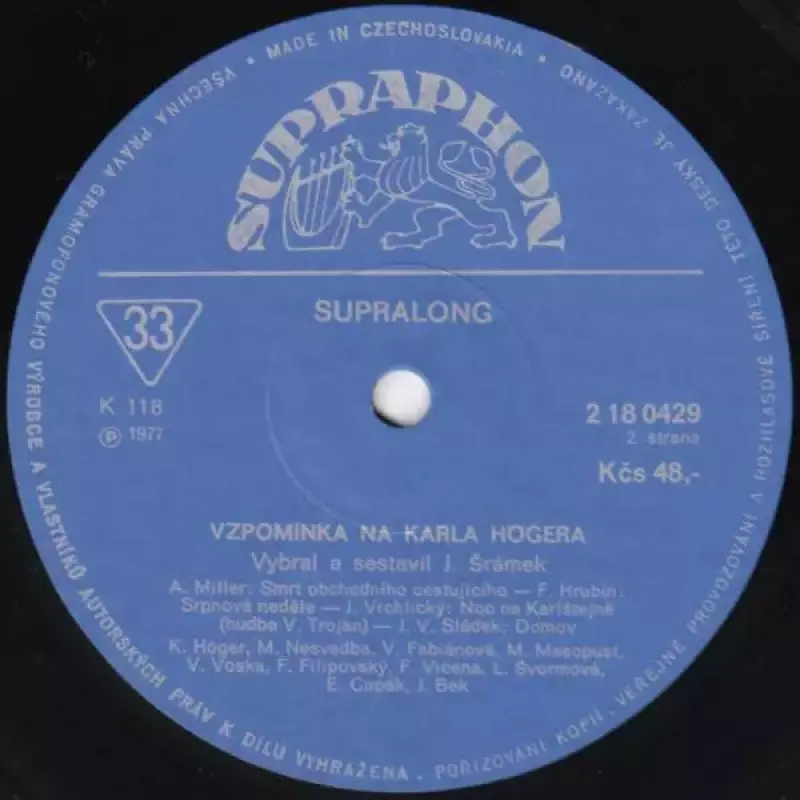 MADE IN CZECHOSLOVAKIA
VŠECHNA PRÁVA GRAMOFONOVÉHO VÝROBCE A VLASTNÍKŮ AUTORSKÝCH PRÁV K DÍLU VYHRAŽENA. POŘIZOVÁNÍ KOPIÍ, VEŘEJNÉ PROVOZOVÁNÍ A ROZHLASOVÉ ŠÍŘENÍ TÉTO DESKY JE ZAKÁZÁNO
SUPRAPHON
33
SUPRALONG
K 118
Ⓟ 1977
2 18 0429
2. strana
Kčs 48,-
VZPOMÍNKA NA KARLA HÖGERA
Vybral a sestavil J. Šrámek
A. Miller: Smrt obchodního cestujícího — F. Hrubín:
Srpnová neděle — J. Vrchlický: Noc na Karlštejně
(hudba V. Trojan) — J. V. Sládek: Domov
K. Höger, M. Nesvadba, V. Fabiánová, M. Masopust,
V. Voska, F. Filipovský, F. Vicena, L. Švormová,
E. Cupák, J. Bek